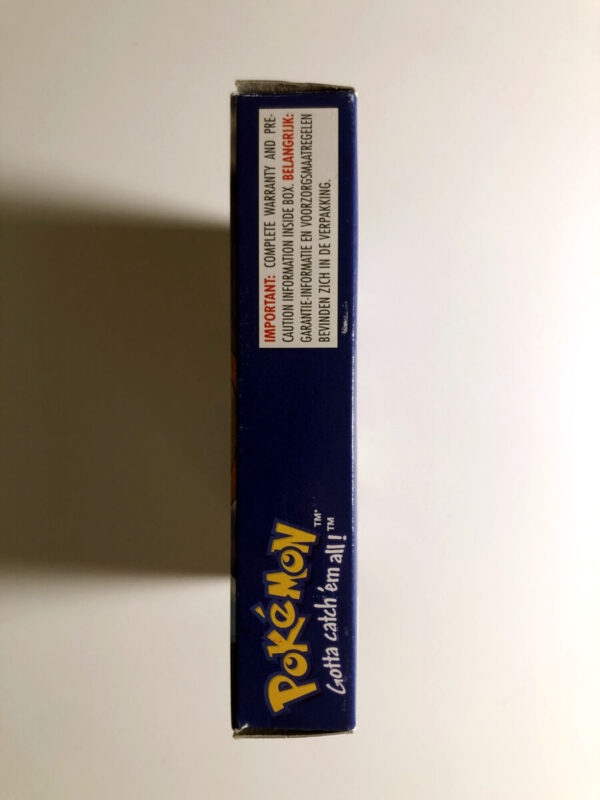 IMPORTANT: COMPLETE WARRANTY AND PRE-
CAUTION INFORMATION INSIDE BOX. BELANGRIJK:
GARANTIE-INFORMATIE EN VOORZORGSMAATREGELEN
BEVINDEN ZICH IN DE VERPAKKING.
POKéMON™
Gotta catch 'em all!™